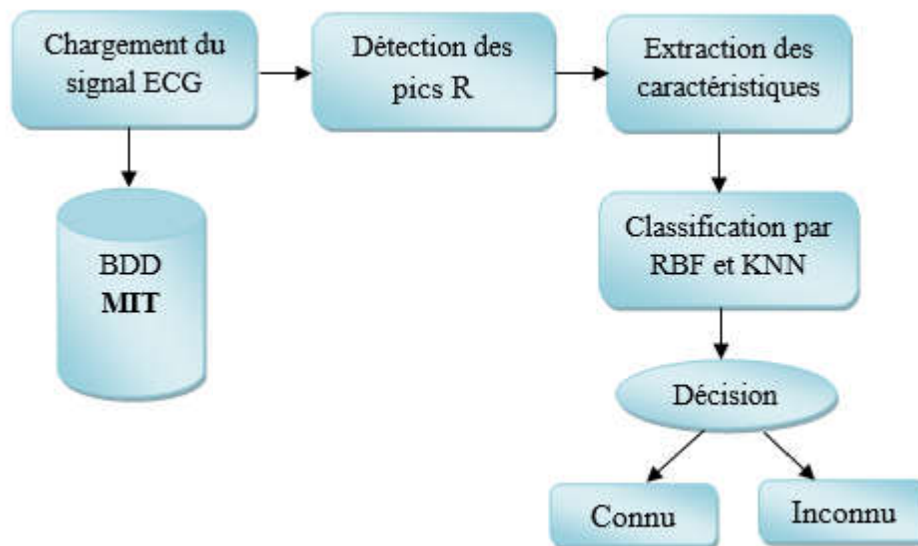 Chargement du
signal ECG
Détection des
pics R
Extraction des
caractéristiques
BDD
MIT
Classification par
RBF et KNN
Décision
Connu
Inconnu